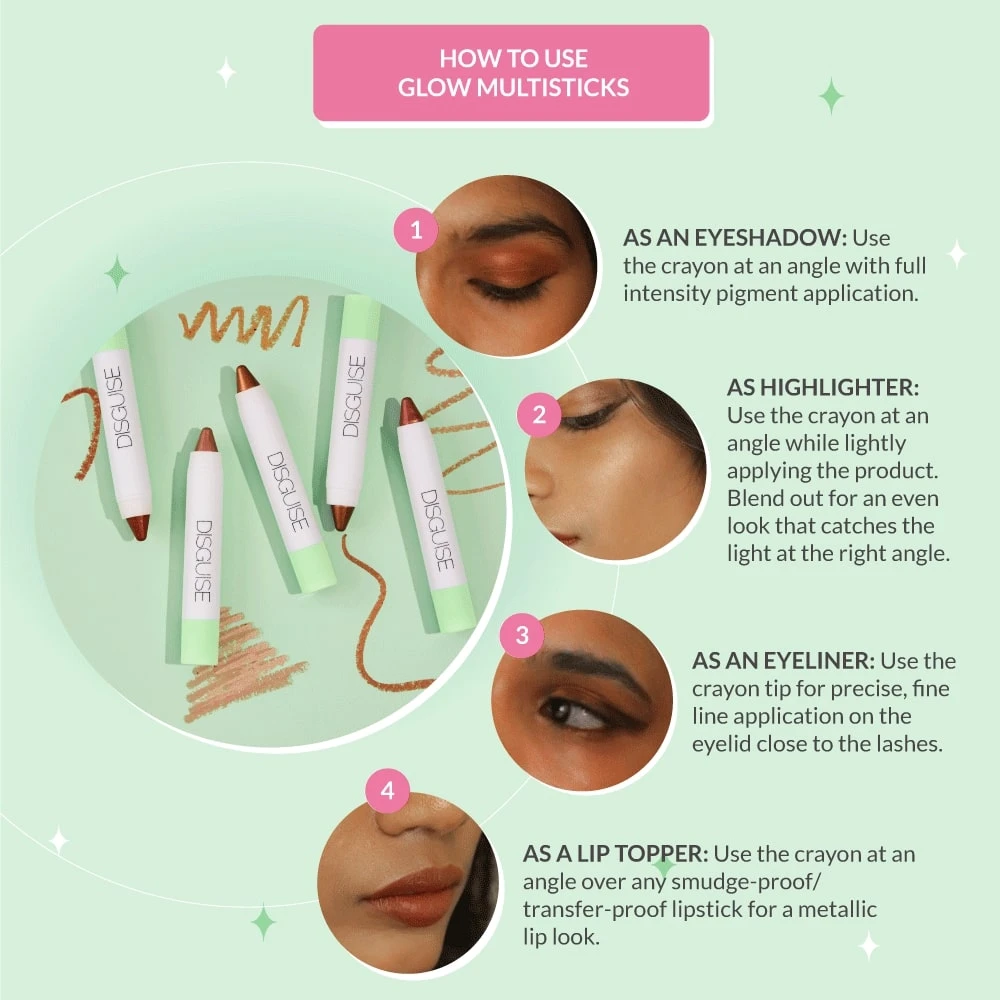 HOW TO USE
GLOW MULTISTICKS
1
AS AN EYESHADOW: Use
the crayon at an angle with full
intensity pigment application.
2
AS HIGHLIGHTER:
Use the crayon at an
angle while lightly
applying the product.
Blend out for an even
look that catches the
light at the right angle.
3
AS AN EYELINER: Use the
crayon tip for precise, fine
line application on the
eyelid close to the lashes.
4
AS A LIP TOPPER: Use the crayon at an
angle over any smudge-proof/
transfer-proof lipstick for a metallic
lip look.
DISGUISE
DISGUISE
DISGUISE
DISGUISE
DISGUISE